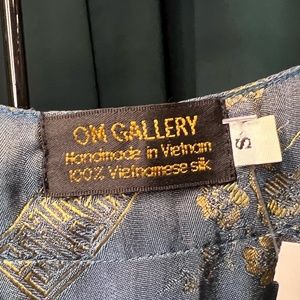 OM GALLERY
Handmade in Vietnam
100% Vietnamese silk
S